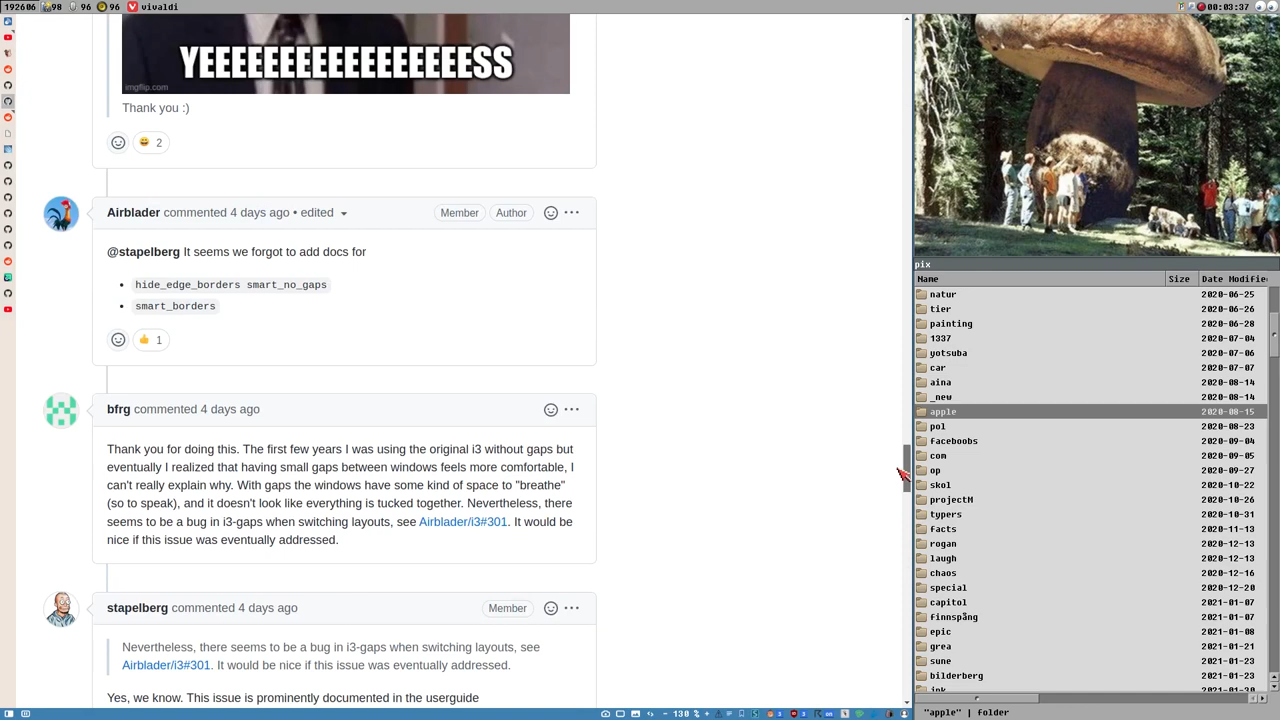 192606 98 96 96 vivaldi
00:03:37
YEEEEEEEEEEEEEEEESS
imgflip.com
Thank you :)
2
Airblader commented 4 days ago • edited
Member Author
@stapelberg It seems we forgot to add docs for
• hide_edge_borders smart_no_gaps
• smart_borders
1
bfrg commented 4 days ago
Thank you for doing this. The first few years I was using the original i3 without gaps but
eventually I realized that having small gaps between windows feels more comfortable, I
can't really explain why. With gaps the windows have some kind of space to "breathe"
(so to speak), and it doesn't look like everything is tucked together. Nevertheless, there
seems to be a bug in i3-gaps when switching layouts, see Airblader/i3#301. It would be
nice if this issue was eventually addressed.
stapelberg commented 4 days ago
Member
Nevertheless, there seems to be a bug in i3-gaps when switching layouts, see
Airblader/i3#301. It would be nice if this issue was eventually addressed.
Yes, we know. This issue is prominently documented in the userguide
- 130 % +
pix
Name Size Date Modifie
natur 2020-06-25
tier 2020-06-26
painting 2020-06-28
1337 2020-07-04
yotsuba 2020-07-06
car 2020-07-07
aina 2020-08-14
_new 2020-08-14
apple 2020-08-15
pol 2020-08-23
faceboobs 2020-09-04
com 2020-09-05
op 2020-09-27
skol 2020-10-22
projectM 2020-10-26
typers 2020-10-31
facts 2020-11-13
rogan 2020-12-13
laugh 2020-12-13
chaos 2020-12-16
special 2020-12-20
capitol 2021-01-07
finnspång 2021-01-07
epic 2021-01-08
grea 2021-01-21
sune 2021-01-23
bilderberg 2021-01-23
ink 2021-01-30
"apple" | folder